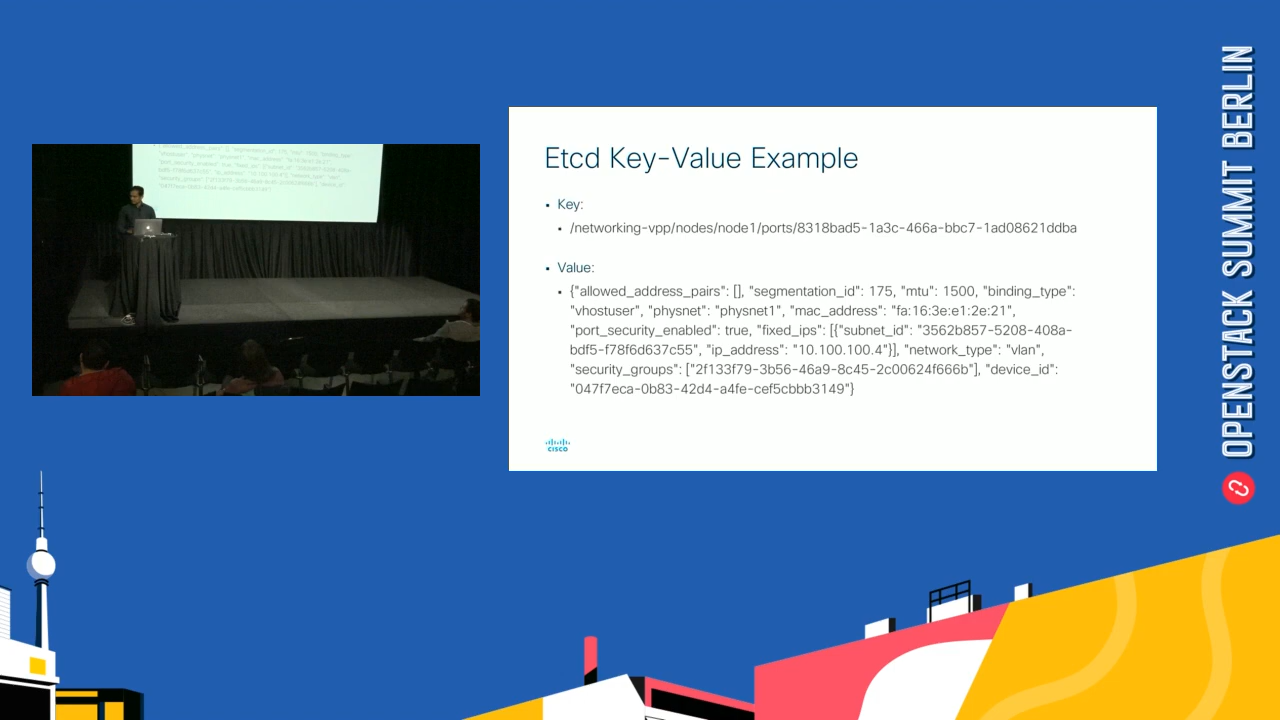 Etcd Key-Value Example
• Key:
• /networking-vpp/nodes/node1/ports/8318bad5-1a3c-466a-bbc7-1ad08621ddba
• Value:
• {"allowed_address_pairs": [], "segmentation_id": 175, "mtu": 1500, "binding_type":
"vhostuser", "physnet": "physnet1", "mac_address": "fa:16:3e:e1:2e:21",
"port_security_enabled": true, "fixed_ips": [{"subnet_id": "3562b857-5208-408a-
bdf5-f78f6d637c55", "ip_address": "10.100.100.4"}], "network_type": "vlan",
"security_groups": ["2f133f79-3b56-46a9-8c45-2c00624f666b"], "device_id":
"047f7eca-0b83-42d4-a4fe-cef5cbbb3149"}
cisco
OPENSTACK SUMMIT BERLIN